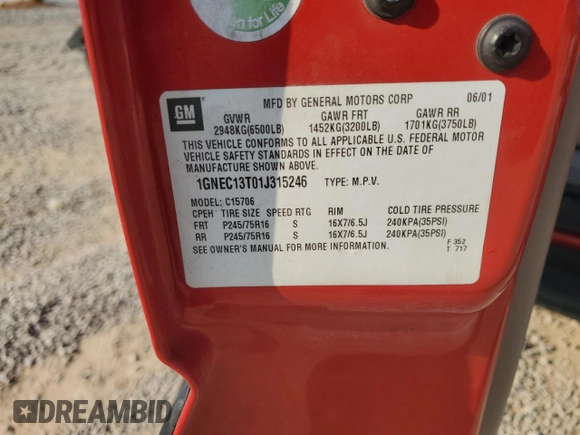 en for Life
GM
MFD BY GENERAL MOTORS CORP 06/01
GVWR GAWR FRT GAWR RR
2948KG(6500LB) 1452KG(3200LB) 1701KG(3750LB)
THIS VEHICLE CONFORMS TO ALL APPLICABLE U.S. FEDERAL MOTOR
VEHICLE SAFETY STANDARDS IN EFFECT ON THE DATE OF
MANUFACTURE SHOWN ABOVE.
1GNEC13T01J315246 TYPE: M.P.V.
MODEL: C15706
CPEH TIRE SIZE SPEED RTG RIM COLD TIRE PRESSURE
FRT P245/75R16 S 16X7/6.5J 240KPA(35PSI)
RR P245/75R16 S 16X7/6.5J 240KPA(35PSI)
SEE OWNER'S MANUAL FOR MORE INFORMATION.
F 352
T 717
DREAMBID